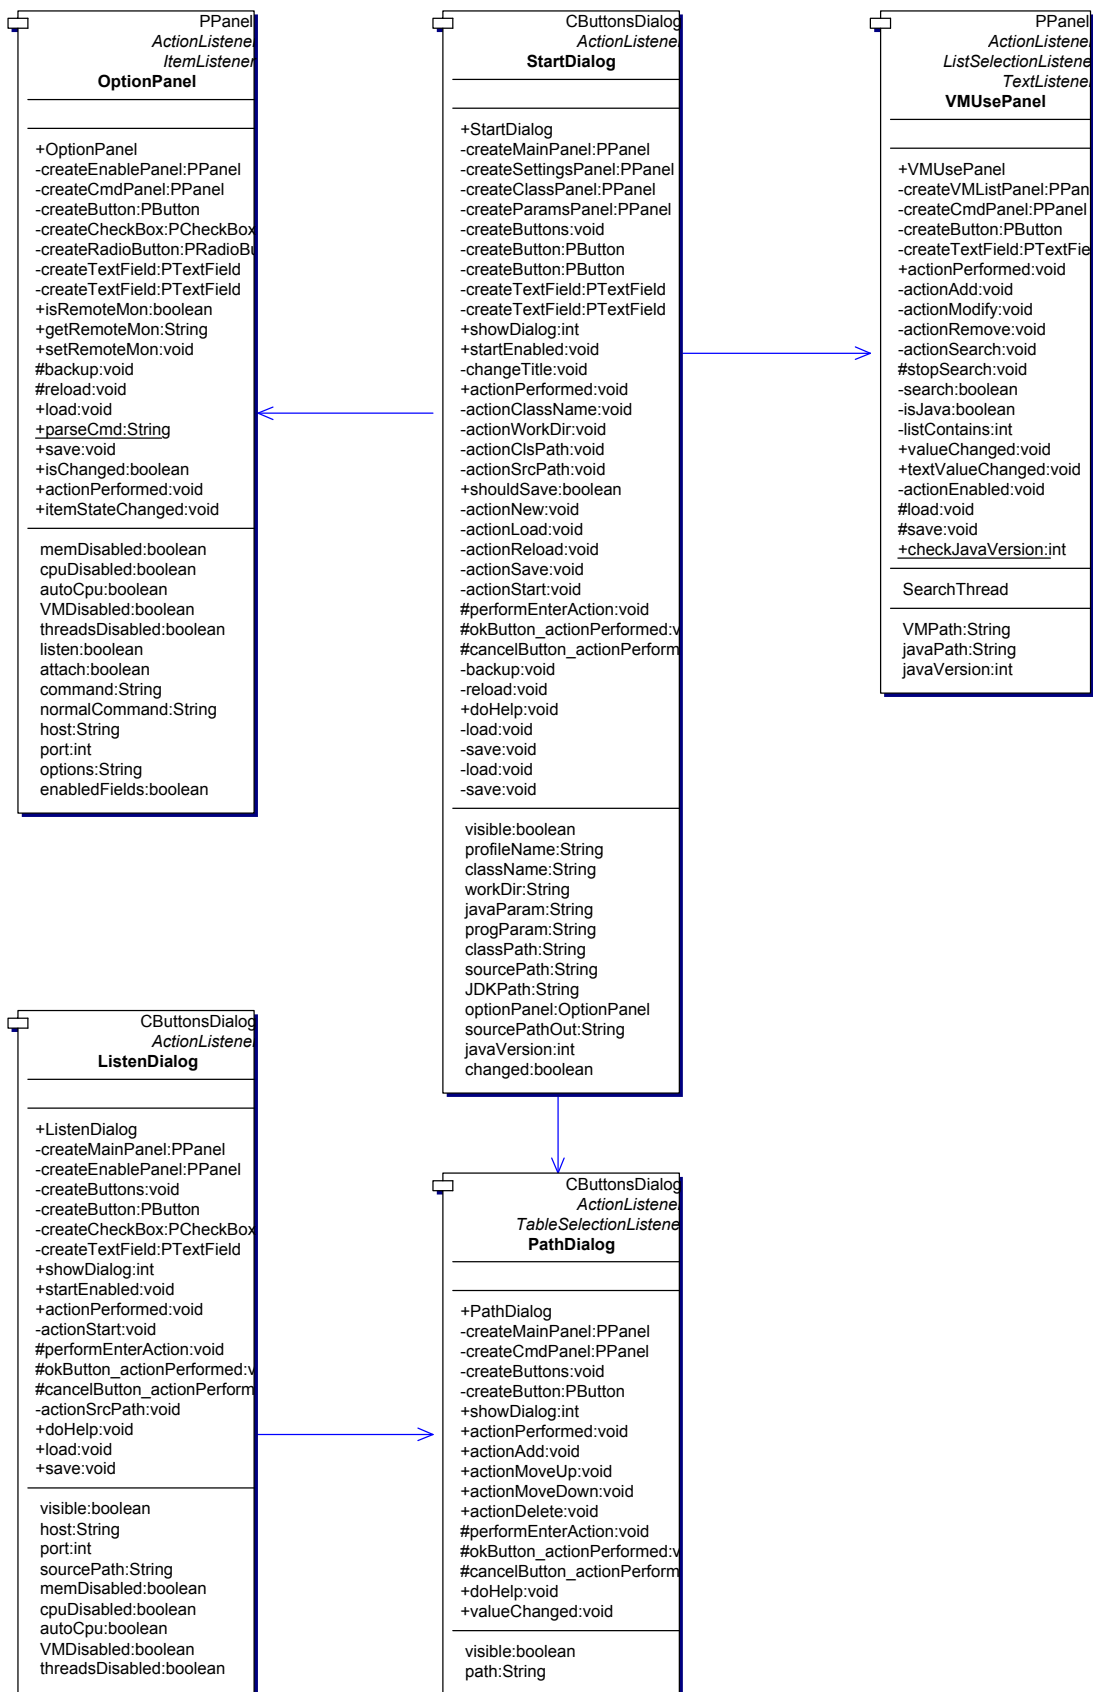 PPanel
ActionListene
ItemListener
OptionPanel
+OptionPanel
-createEnablePanel:PPanel
-createCmdPanel:PPanel
-createButton:PButton
-createCheckBox:PCheckBox
-createRadioButton:PRadioBu
-createTextField:PTextField
-createTextField:PTextField
+isRemoteMon:boolean
+getRemoteMon:String
+setRemoteMon:void
#backup:void
#reload:void
+load:void
+parseCmd:String
+save:void
+isChanged:boolean
+actionPerformed:void
+itemStateChanged:void
memDisabled:boolean
cpuDisabled:boolean
autoCpu:boolean
VMDisabled:boolean
threadsDisabled:boolean
listen:boolean
attach:boolean
command:String
normalCommand:String
host:String
port:int
options:String
enabledFields:boolean
CButtonsDialog
ActionListene
StartDialog
+StartDialog
-createMainPanel:PPanel
-createSettingsPanel:PPanel
-createClassPanel:PPanel
-createParamsPanel:PPanel
-createButtons:void
-createButton:PButton
-createButton:PButton
-createTextField:PTextField
-createTextField:PTextField
+showDialog:int
+startEnabled:void
-changeTitle:void
+actionPerformed:void
-actionClassName:void
-actionWorkDir:void
-actionClsPath:void
-actionSrcPath:void
+shouldSave:boolean
-actionNew:void
-actionLoad:void
-actionReload:void
-actionSave:void
-actionStart:void
#performEnterAction:void
#okButton_actionPerformed:v
#cancelButton_actionPerform
-backup:void
-reload:void
+doHelp:void
-load:void
-save:void
-load:void
-save:void
visible:boolean
profileName:String
className:String
workDir:String
javaParam:String
progParam:String
classPath:String
sourcePath:String
JDKPath:String
optionPanel:OptionPanel
sourcePathOut:String
javaVersion:int
changed:boolean
PPanel
ActionListene
ListSelectionListene
TextListene
VMUsePanel
+VMUsePanel
-createVMListPanel:PPan
-createCmdPanel:PPanel
-createButton:PButton
-createTextField:PTextFie
+actionPerformed:void
-actionAdd:void
-actionModify:void
-actionRemove:void
-actionSearch:void
#stopSearch:void
-search:boolean
-isJava:boolean
-listContains:int
+valueChanged:void
+textValueChanged:void
-actionEnabled:void
#load:void
#save:void
+checkJavaVersion:int
SearchThread
VMPath:String
javaPath:String
javaVersion:int
CButtonsDialog
ActionListene
ListenDialog
+ListenDialog
-createMainPanel:PPanel
-createEnablePanel:PPanel
-createButtons:void
-createButton:PButton
-createCheckBox:PCheckBox
-createTextField:PTextField
+showDialog:int
+startEnabled:void
+actionPerformed:void
-actionStart:void
#performEnterAction:void
#okButton_actionPerformed:v
#cancelButton_actionPerform
-actionSrcPath:void
+doHelp:void
+load:void
+save:void
visible:boolean
host:String
port:int
sourcePath:String
memDisabled:boolean
cpuDisabled:boolean
autoCpu:boolean
VMDisabled:boolean
threadsDisabled:boolean
CButtonsDialog
ActionListene
TableSelectionListene
PathDialog
+PathDialog
-createMainPanel:PPanel
-createCmdPanel:PPanel
-createButtons:void
-createButton:PButton
+showDialog:int
+actionPerformed:void
+actionAdd:void
+actionMoveUp:void
+actionMoveDown:void
+actionDelete:void
#performEnterAction:void
#okButton_actionPerformed:v
#cancelButton_actionPerform
+doHelp:void
+valueChanged:void
visible:boolean
path:String